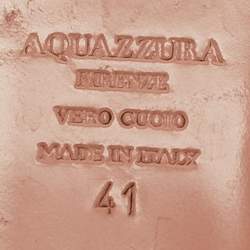 AQUAZZURA
FIRENZE
VERO CUOIO
MADE IN ITALY
41